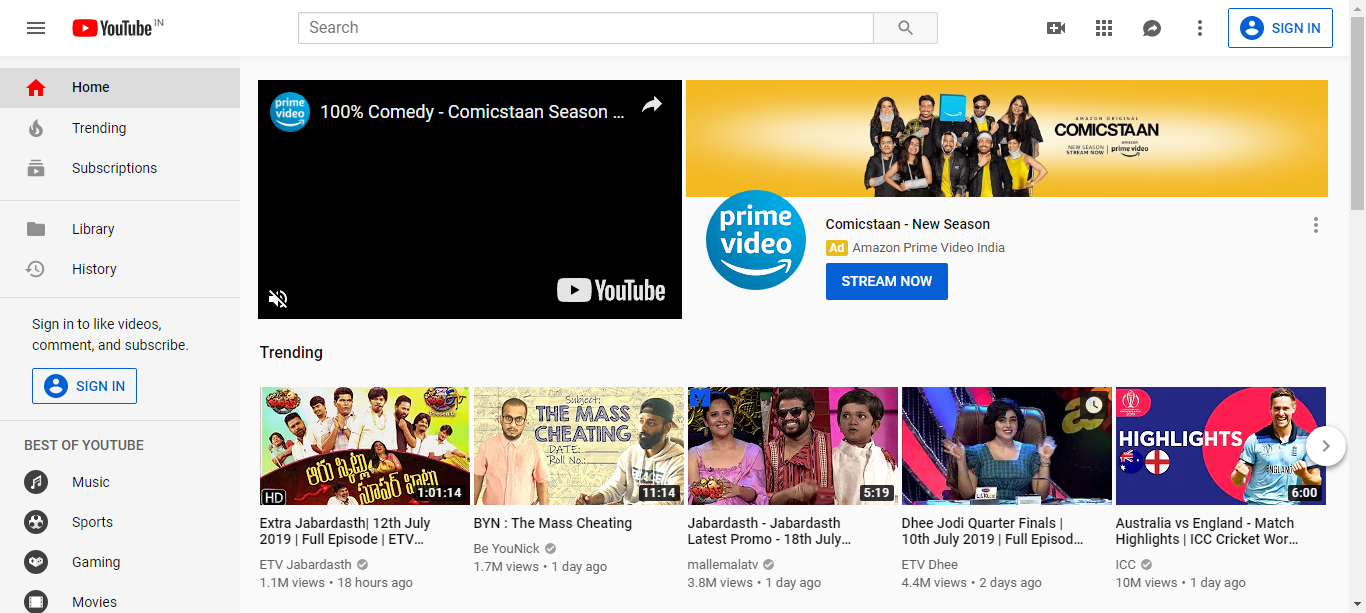 YouTube IN
Search
SIGN IN
Home
Trending
Subscriptions
Library
History
Sign in to like videos,
comment, and subscribe.
SIGN IN
BEST OF YOUTUBE
Music
Sports
Gaming
Movies
prime video
100% Comedy - Comicstaan Season ...
YouTube
AMAZON ORIGINAL
COMICSTAAN
NEW SEASON
STREAM NOW
amazon
prime video
prime
video
Comicstaan - New Season
Ad Amazon Prime Video India
STREAM NOW
Trending
HD
1:01:14
Extra Jabardasth| 12th July
2019 | Full Episode | ETV...
ETV Jabardasth
1.1M views • 18 hours ago
Subject:
THE MASS
CHEATING
DATE:
Roll No.:
11:14
BYN : The Mass Cheating
Be YouNick
1.7M views • 1 day ago
5:19
Jabardasth - Jabardasth
Latest Promo - 18th July...
mallemalatv
3.8M views • 1 day ago
Dhee Jodi Quarter Finals |
10th July 2019 | Full Episod...
ETV Dhee
4.4M views • 2 days ago
HIGHLIGHTS
ENGLAND
6:00
Australia vs England - Match
Highlights | ICC Cricket Wor...
ICC
10M views • 1 day ago